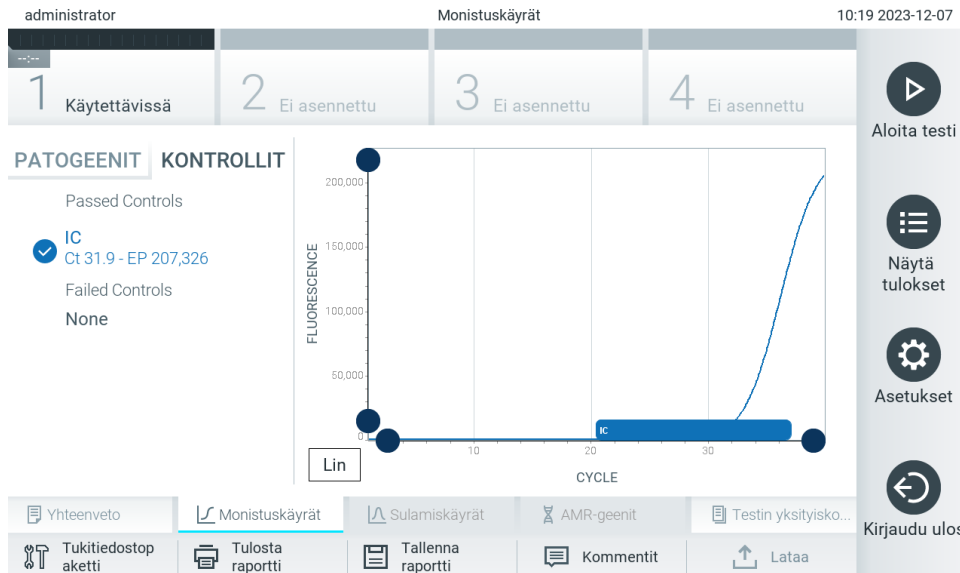 administrator
Monistuskäyrät
10:19 2023-12-07
--:--
1 Käytettävissä
2 Ei asennettu
3 Ei asennettu
4 Ei asennettu
Aloita testi
PATOGEENIT
KONTROLLIT
Passed Controls
IC
Ct 31.9 - EP 207,326
Failed Controls
None
FLUORESCENCE
200,000
150,000
100,000
50,000
0
IC
10
20
30
CYCLE
Lin
Näytä
tulokset
Asetukset
Kirjaudu ulos
Yhteenveto
Monistuskäyrät
Sulamiskäyrät
AMR-geenit
Testin yksityisko...
Tukitiedostop
aketti
Tulosta
raportti
Tallenna
raportti
Kommentit
Lataa